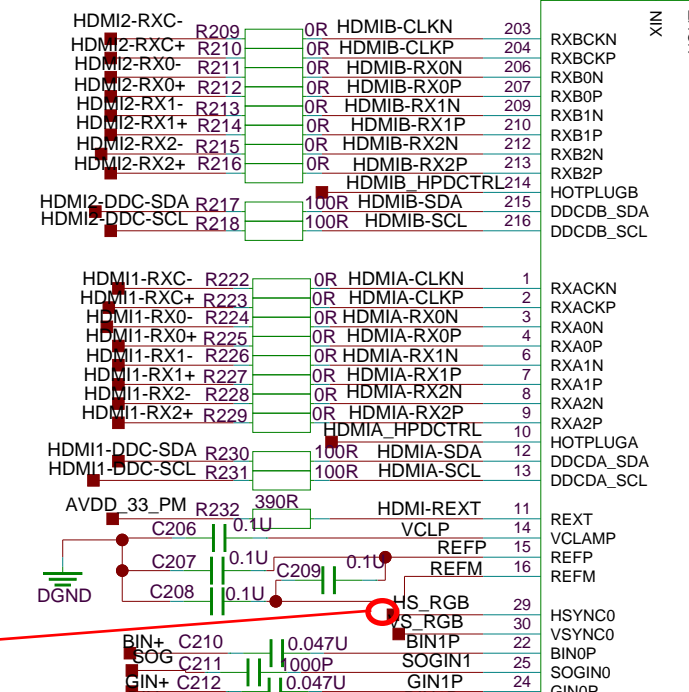 NIX
HDMI2-RXC- R209 0R HDMIB-CLKN 203 RXBCKN
HDMI2-RXC+ R210 0R HDMIB-CLKP 204 RXBCKP
HDMI2-RX0- R211 0R HDMIB-RX0N 206 RXB0N
HDMI2-RX0+ R212 0R HDMIB-RX0P 207 RXB0P
HDMI2-RX1- R213 0R HDMIB-RX1N 209 RXB1N
HDMI2-RX1+ R214 0R HDMIB-RX1P 210 RXB1P
HDMI2-RX2- R215 0R HDMIB-RX2N 212 RXB2N
HDMI2-RX2+ R216 0R HDMIB-RX2P 213 RXB2P
HDMIB_HPDCTRL 214 HOTPLUGB
HDMI2-DDC-SDA R217 100R HDMIB-SDA 215 DDCDB_SDA
HDMI2-DDC-SCL R218 100R HDMIB-SCL 216 DDCDB_SCL
HDMI1-RXC- R222 0R HDMIA-CLKN 1 RXACKN
HDMI1-RXC+ R223 0R HDMIA-CLKP 2 RXACKP
HDMI1-RX0- R224 0R HDMIA-RX0N 3 RXA0N
HDMI1-RX0+ R225 0R HDMIA-RX0P 4 RXA0P
HDMI1-RX1- R226 0R HDMIA-RX1N 6 RXA1N
HDMI1-RX1+ R227 0R HDMIA-RX1P 7 RXA1P
HDMI1-RX2- R228 0R HDMIA-RX2N 8 RXA2N
HDMI1-RX2+ R229 0R HDMIA-RX2P 9 RXA2P
HDMIA_HPDCTRL 10 HOTPLUGA
HDMI1-DDC-SDA R230 100R HDMIA-SDA 12 DDCDA_SDA
HDMI1-DDC-SCL R231 100R HDMIA-SCL 13 DDCDA_SCL
AVDD_33_PM R232 390R HDMI-REXT 11 REXT
C206 0.1U VCLP 14 VCLAMP
REFP 15 REFP
C207 0.1U C209 0.1U REFM 16 REFM
DGND C208 0.1U
HS_RGB 29 HSYNC0
VS_RGB 30 VSYNC0
BIN+ C210 0.047U BIN1P 22 BIN0P
SOG C211 1000P SOGIN1 25 SOGIN0
GIN+ C212 0.047U GIN1P 24 GIN0P